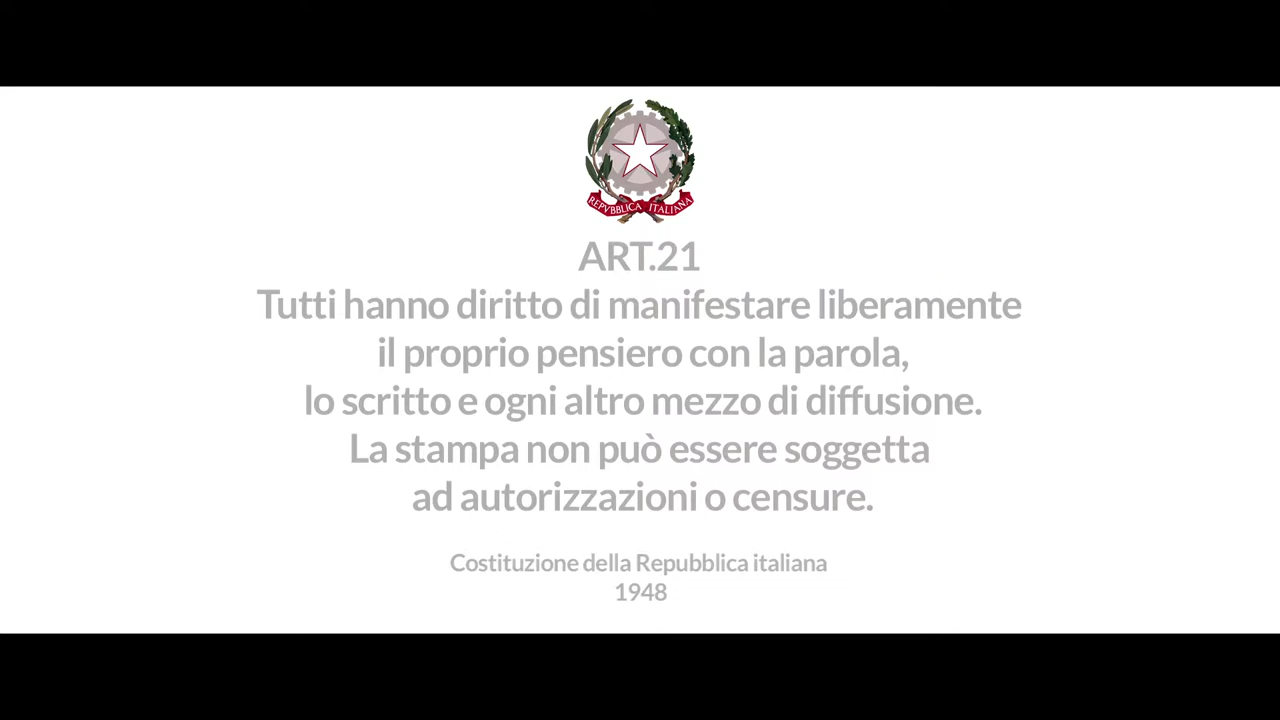 REPVBBLICA ITALIANA
ART.21
Tutti hanno diritto di manifestare liberamente
il proprio pensiero con la parola,
lo scritto e ogni altro mezzo di diffusione.
La stampa non può essere soggetta
ad autorizzazioni o censure.
Costituzione della Repubblica italiana
1948